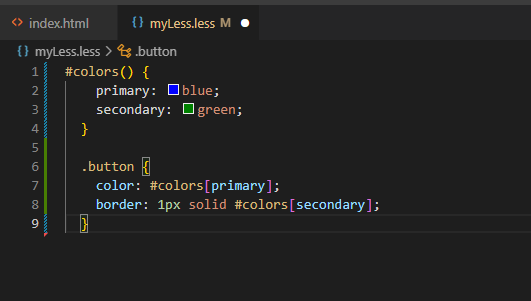 <> index.html {} myLess.less M
{} myLess.less > .button
1 #colors() {
2 primary: blue;
3 secondary: green;
4 }
5
6 .button {
7 color: #colors[primary];
8 border: 1px solid #colors[secondary];
9 }